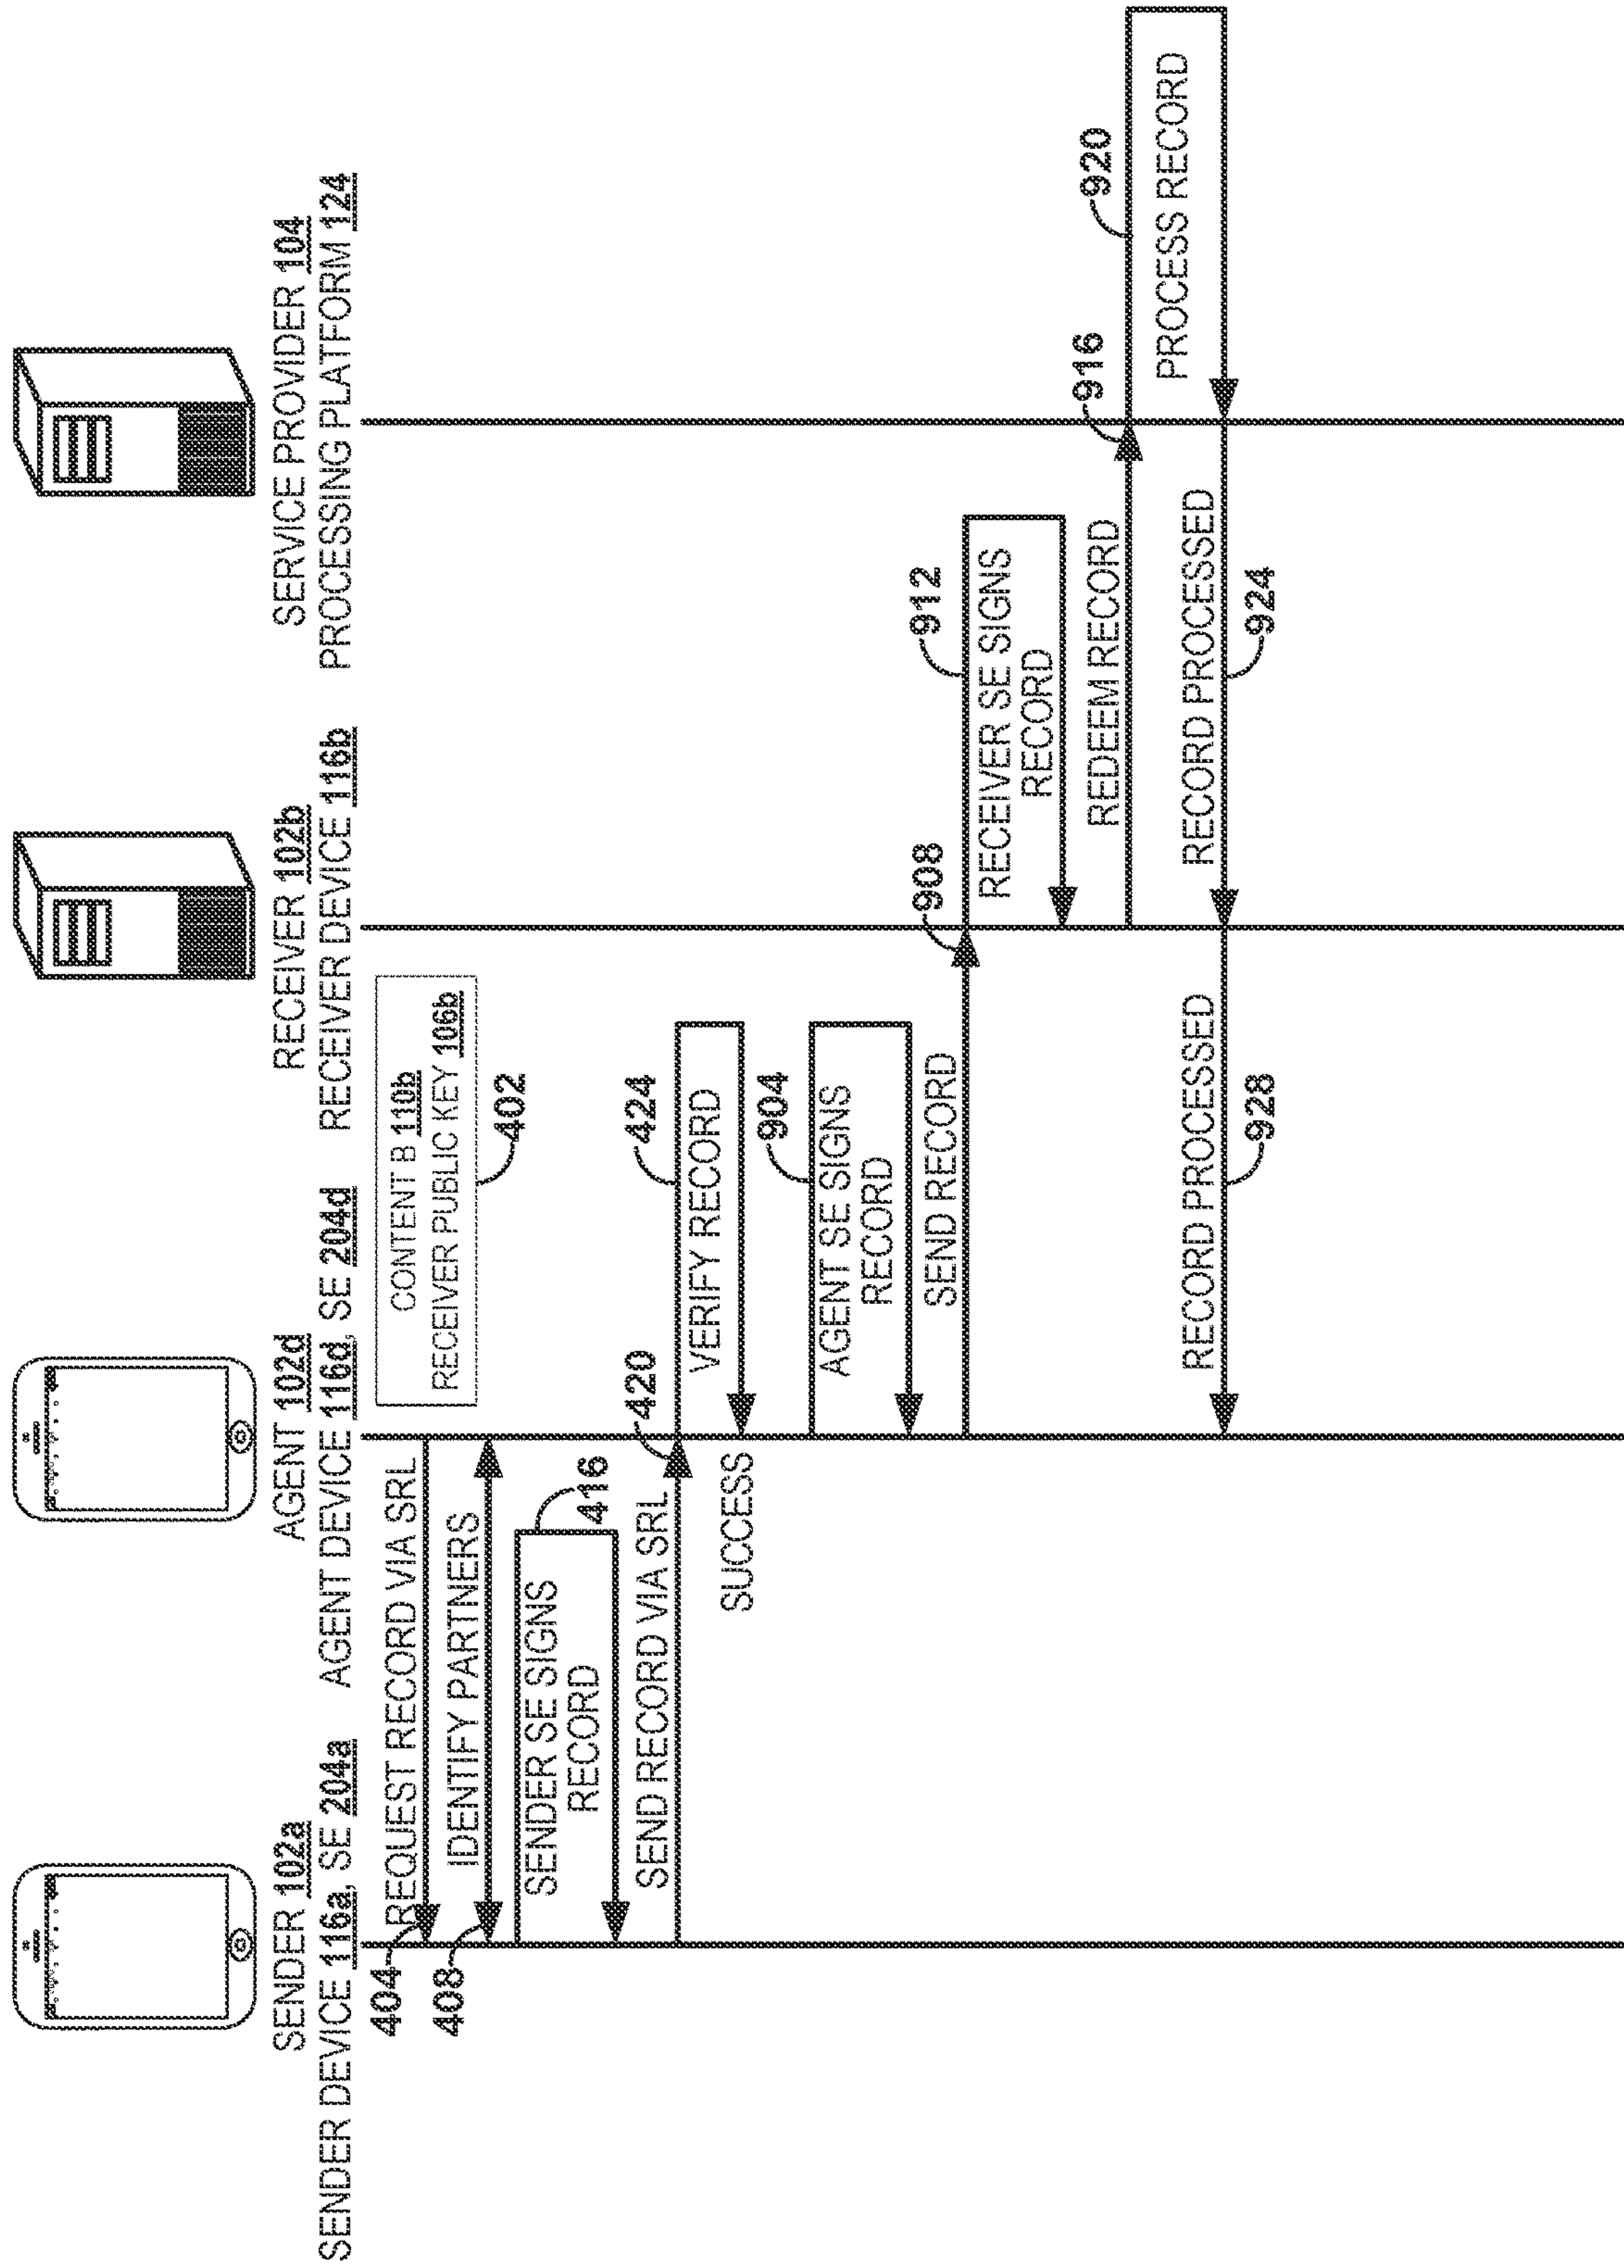 SENDER 102a
SENDER DEVICE 116a, SE 204a
AGENT 102d
AGENT DEVICE 116d, SE 204d
RECEIVER 102b
RECEIVER DEVICE 116b
SERVICE PROVIDER 104
PROCESSING PLATFORM 124
CONTENT B 110b
RECEIVER PUBLIC KEY 106b
402
404
REQUEST RECORD VIA SRL
408
IDENTIFY PARTNERS
SENDER SE SIGNS
RECORD
416
SEND RECORD VIA SRL
420
424
VERIFY RECORD
SUCCESS
904
AGENT SE SIGNS
RECORD
SEND RECORD
908
912
RECEIVER SE SIGNS
RECORD
REDEEM RECORD
916
920
PROCESS RECORD
RECORD PROCESSED
924
RECORD PROCESSED
928